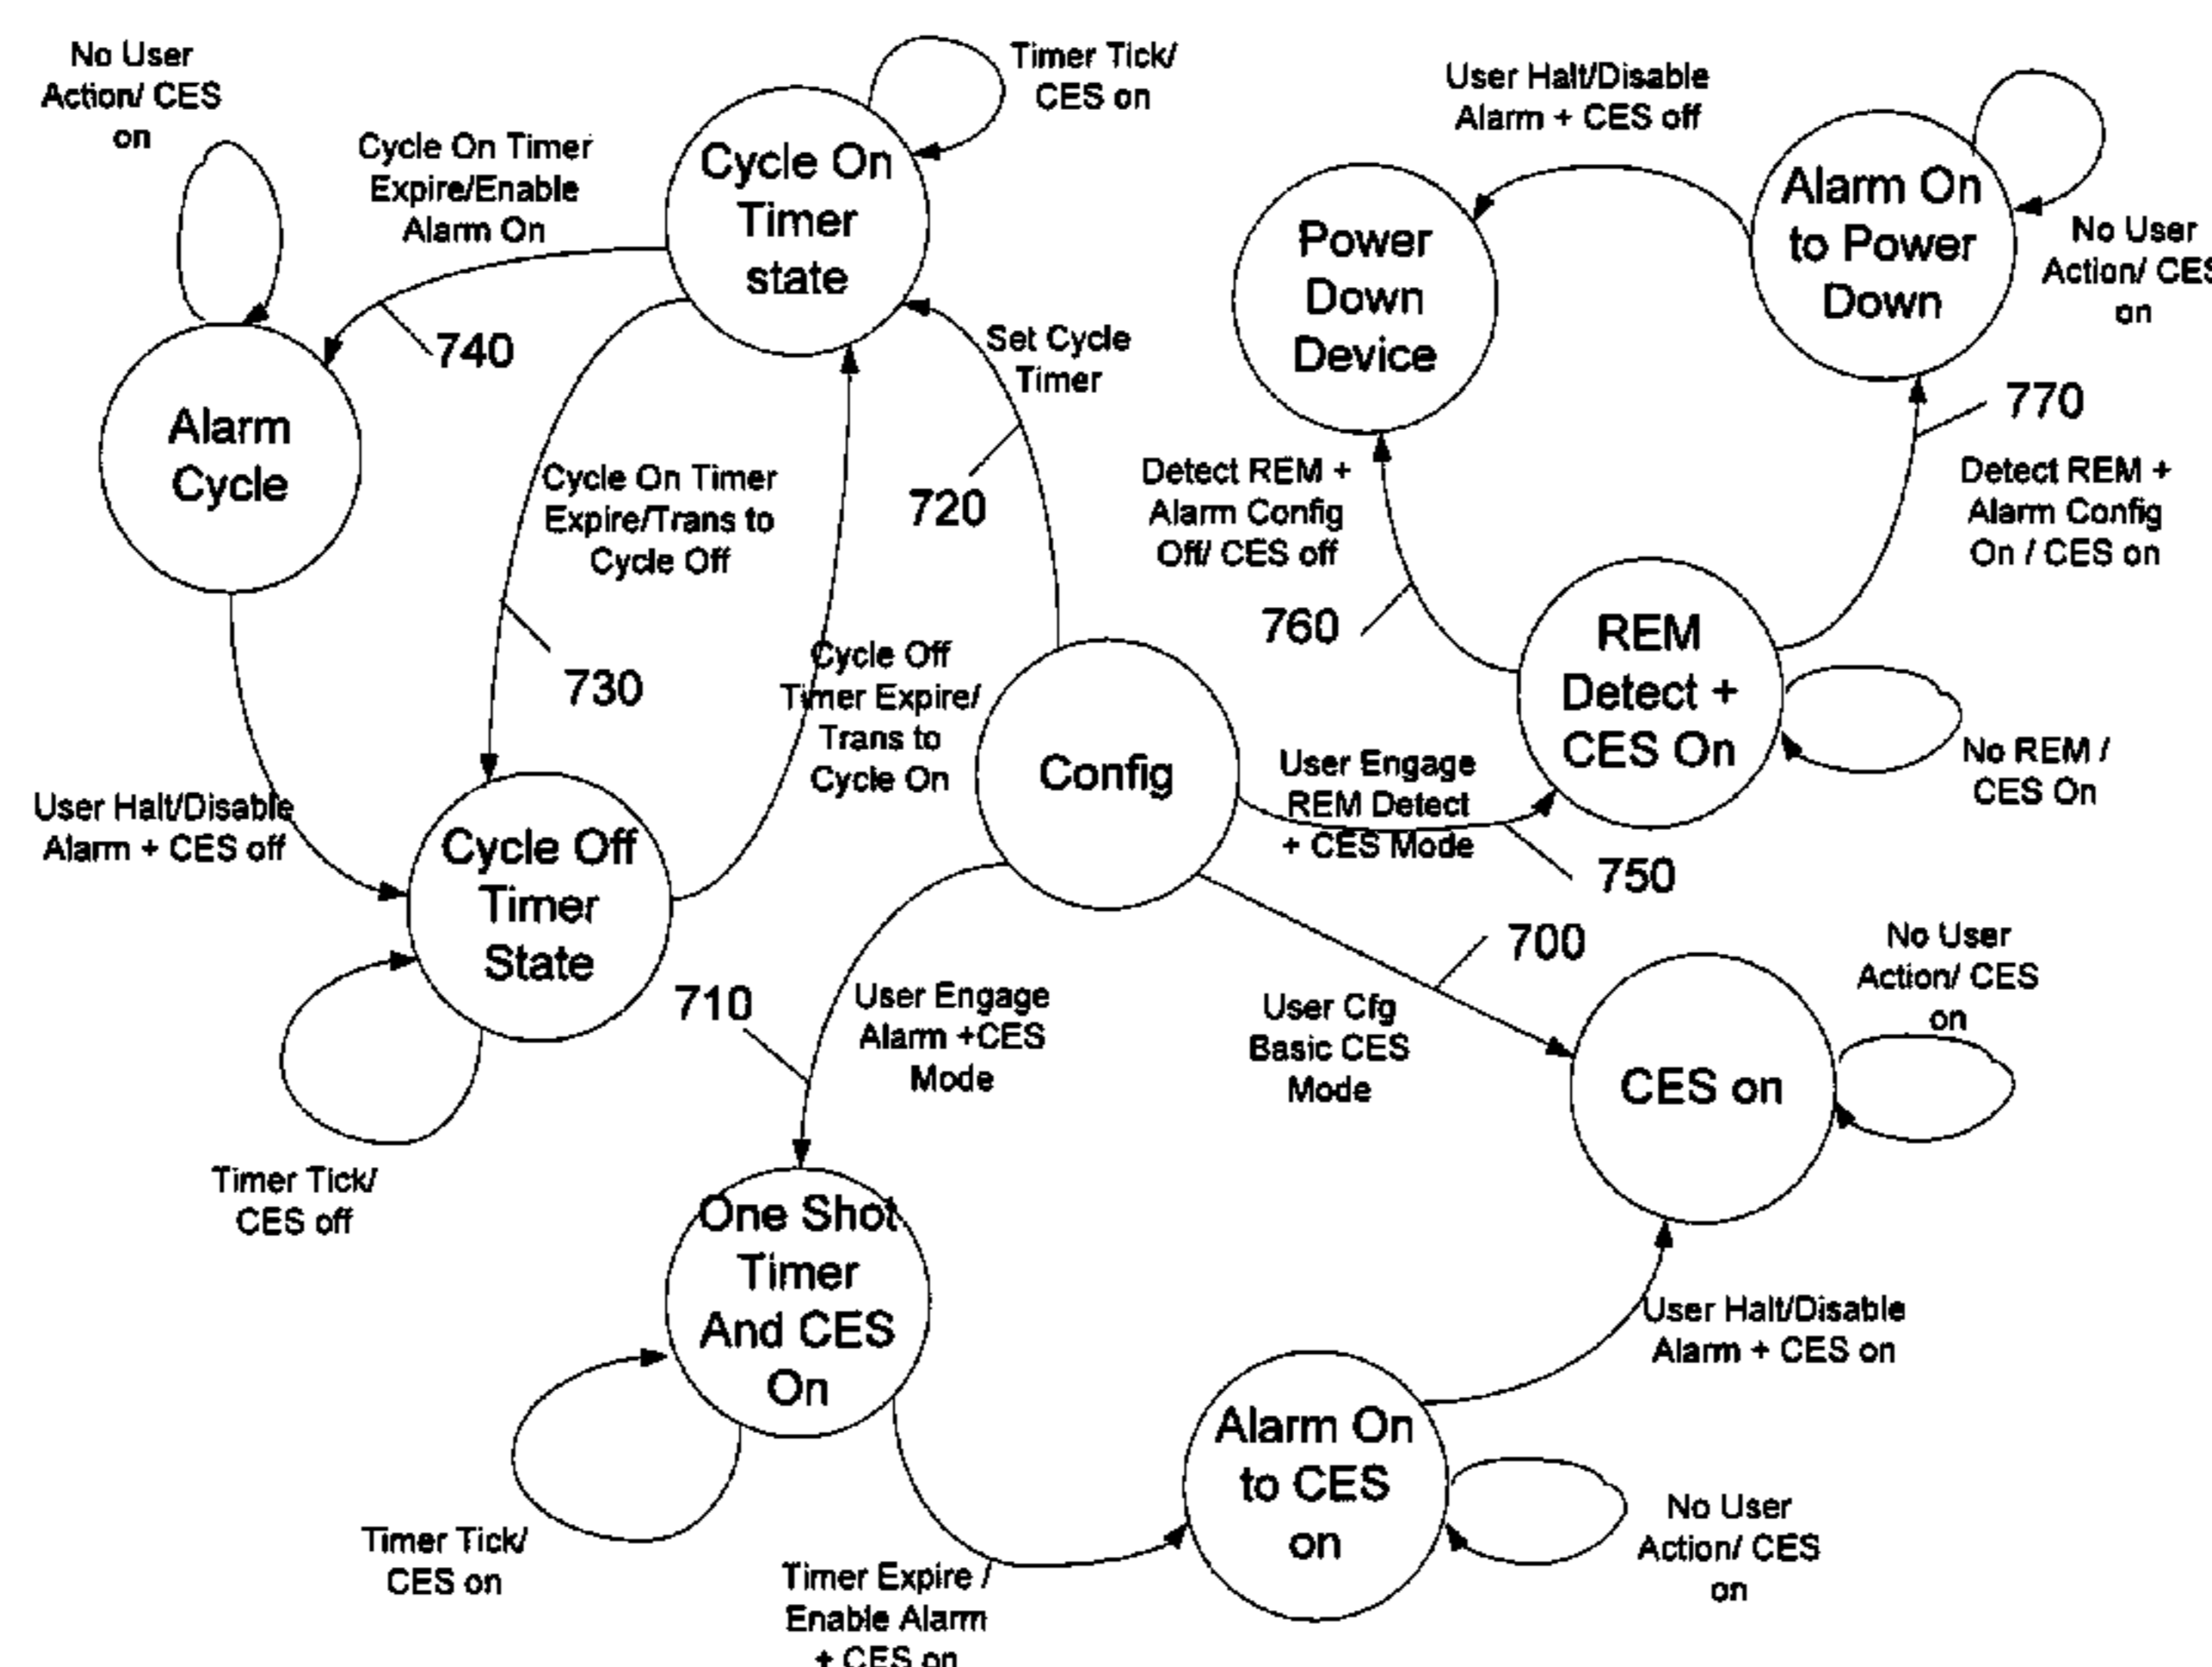 No User
Action/ CES
on
Cycle On Timer
Expire/Enable
Alarm On
Timer Tick/
CES on
Cycle On
Timer
state
740
Alarm
Cycle
Set Cycle
Timer
720
Cycle On Timer
Expire/Trans to
Cycle Off
730
Cycle Off
Timer Expire/
Trans to
Cycle On
User Halt/Disable
Alarm + CES off
Cycle Off
Timer
State
Timer Tick/
CES off
User Halt/Disable
Alarm + CES off
Power
Down
Device
Alarm On
to Power
Down
No User
Action/ CES
on
770
Detect REM +
Alarm Config
Off/ CES off
760
Detect REM +
Alarm Config
On / CES on
REM
Detect +
CES On
No REM /
CES On
Config
User Engage
REM Detect
+ CES Mode
750
700
User Cfg
Basic CES
Mode
No User
Action/ CES
on
CES on
710
User Engage
Alarm +CES
Mode
One Shot
Timer
And CES
On
Timer Tick/
CES on
Timer Expire /
Enable Alarm
+ CES on
Alarm On
to CES
on
User Halt/Disable
Alarm + CES on
No User
Action/ CES
on